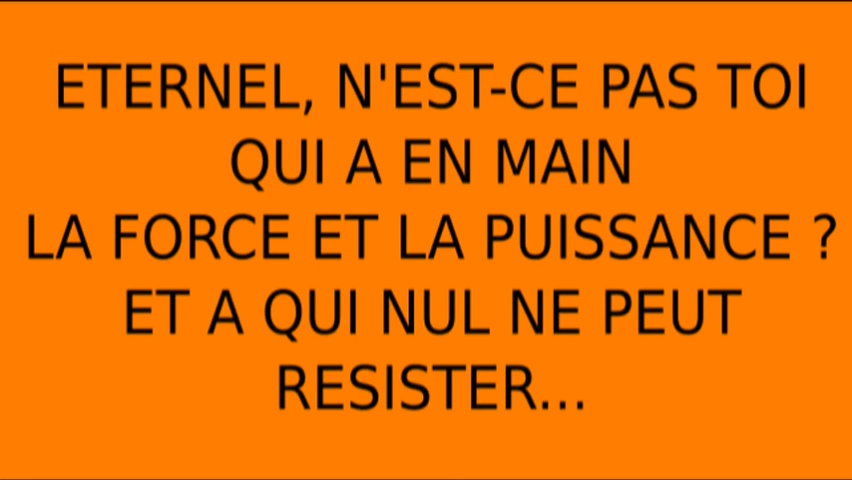 ETERNEL, N'EST-CE PAS TOI
QUI A EN MAIN
LA FORCE ET LA PUISSANCE ?
ET A QUI NUL NE PEUT
RESISTER...